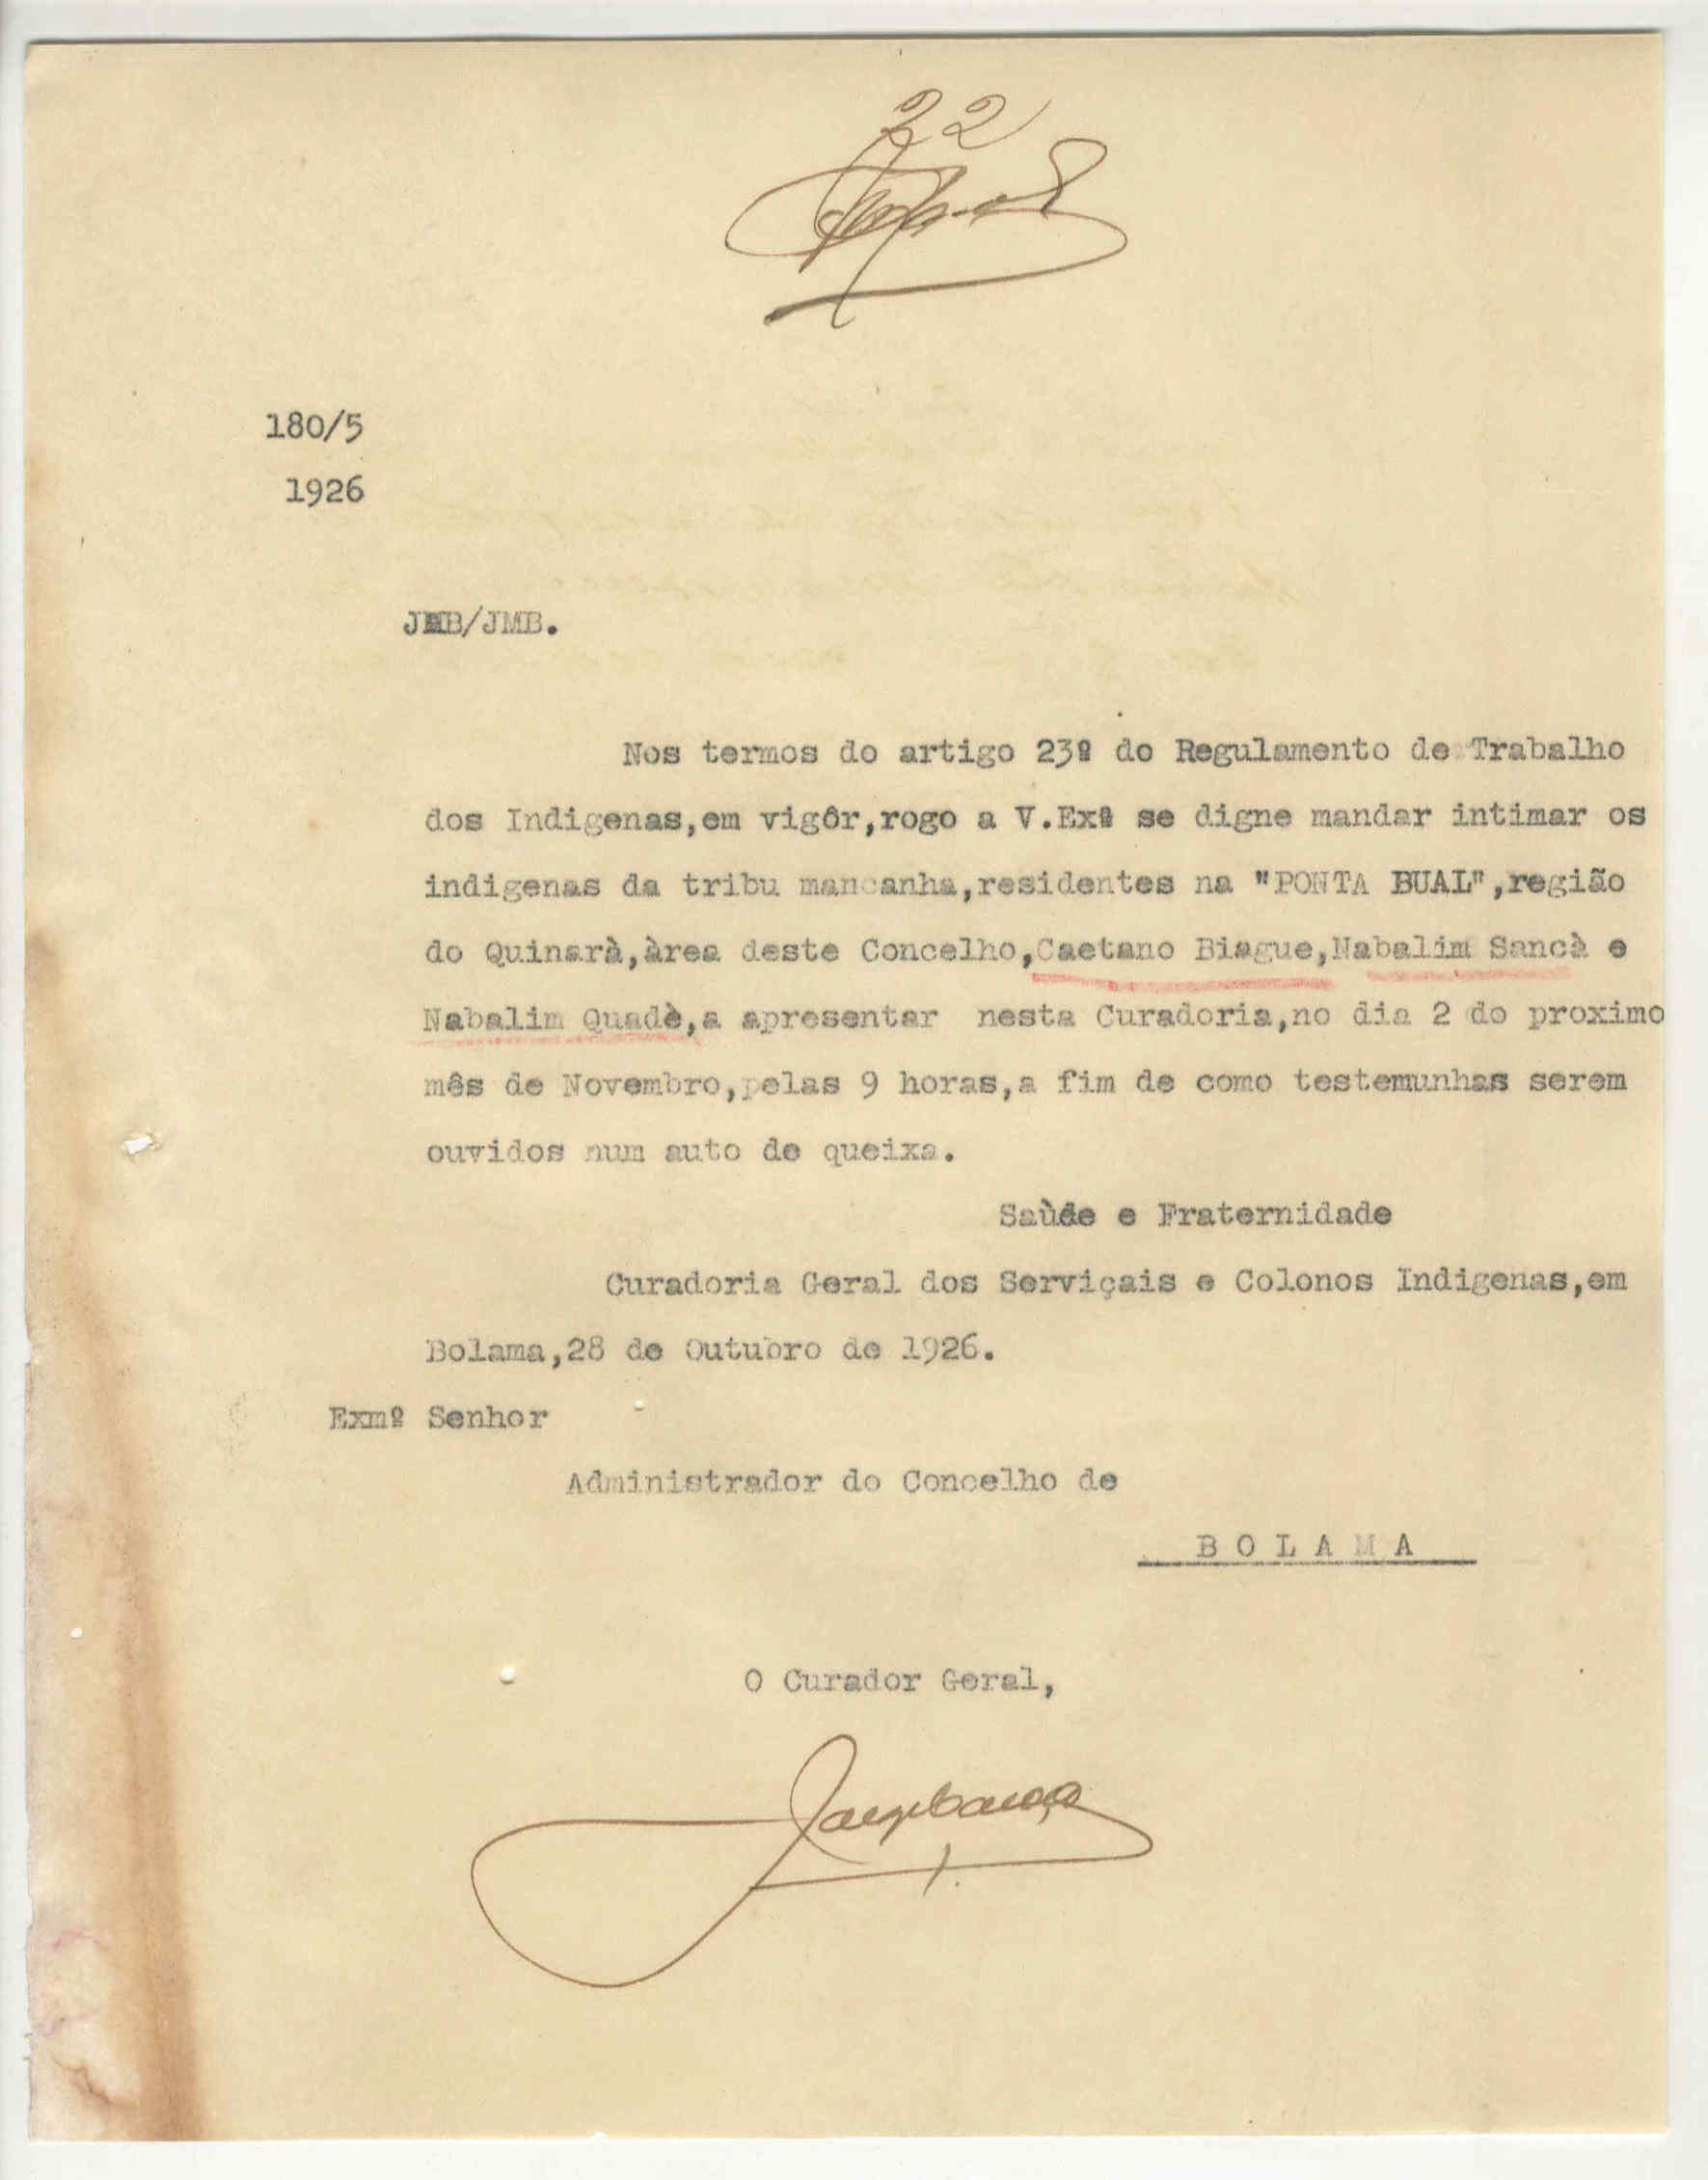 22
180/5
1926
JMB/JMB.
Nos termos do artigo 23º do Regulamento de Trabalho
dos Indigenas,em vigôr,rogo a V.Exª se digne mandar intimar os
indigenas da tribu mancanha,residentes na "PONTA BUAL",região
do Quinarà,àrea deste Concelho,Caetano Biague,Nabalim Sancà e
Nabalim Quadè,a apresentar nesta Curadoria,no dia 2 do proximo
mês de Novembro,pelas 9 horas,a fim de como testemunhas serem
ouvidos num auto de queixa.
Saùde e Fraternidade
Curadoria Geral dos Serviçais e Colonos Indigenas,em
Bolama,28 de Outubro de 1926.
Exmº Senhor
Administrador do Concelho de
B O L A M A
O Curador Geral,